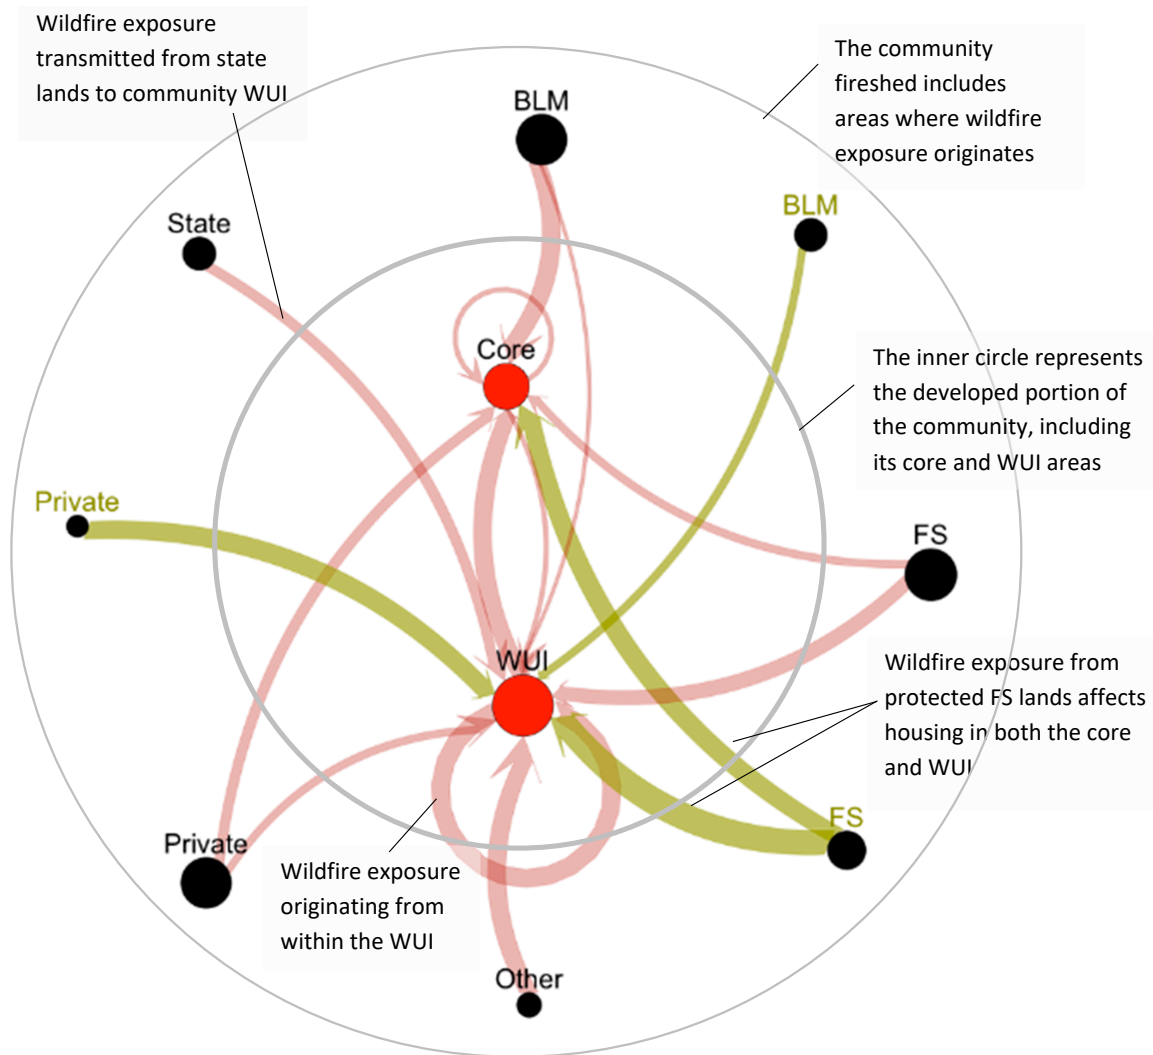 Wildfire exposure
transmitted from state
lands to community WUI
The community
fireshed includes
areas where wildfire
exposure originates
BLM
BLM
State
The inner circle represents
the developed portion of
the community, including
its core and WUI areas
Core
Private
FS
WUI
Wildfire exposure from
protected FS lands affects
housing in both the core
and WUI
FS
Private
Wildfire exposure
originating from
within the WUI
Other